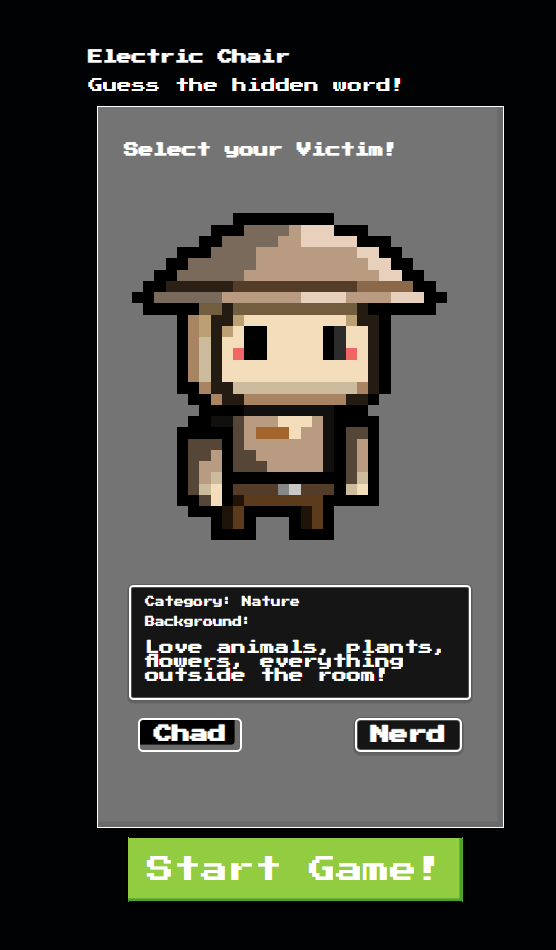 Electric Chair
Guess the hidden word!
Select your Victim!
Category: Nature
Background:
Love animals, plants,
flowers, everything
outside the room!
Chad
Nerd
Start Game!